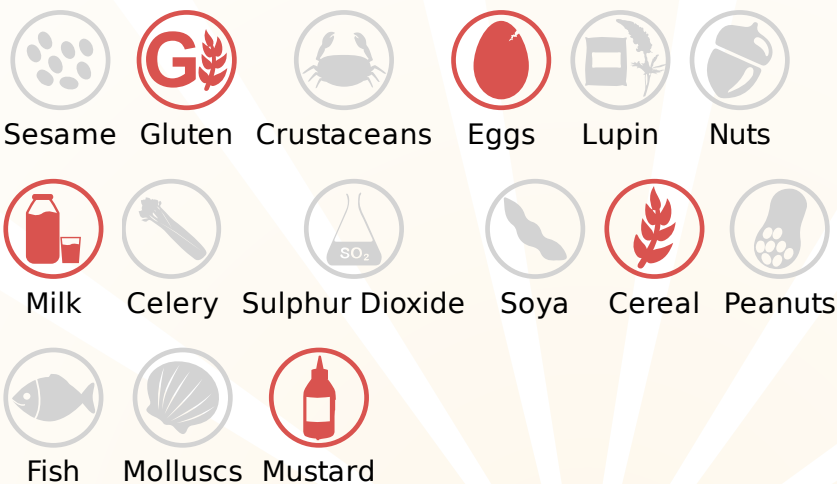 G
Sesame Gluten Crustaceans Eggs Lupin Nuts
SO₂
Milk Celery Sulphur Dioxide Soya Cereal Peanuts
Fish Molluscs Mustard